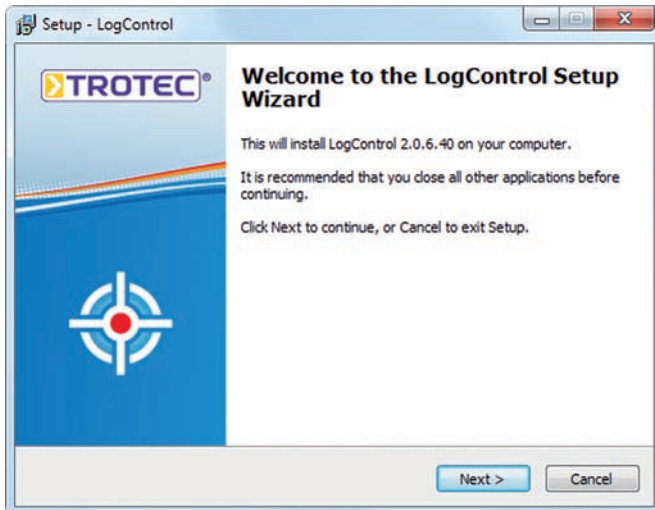 Setup - LogControl
TROTEC®
Welcome to the LogControl Setup
Wizard
This will install LogControl 2.0.6.40 on your computer.
It is recommended that you close all other applications before
continuing.
Click Next to continue, or Cancel to exit Setup.
Next >
Cancel